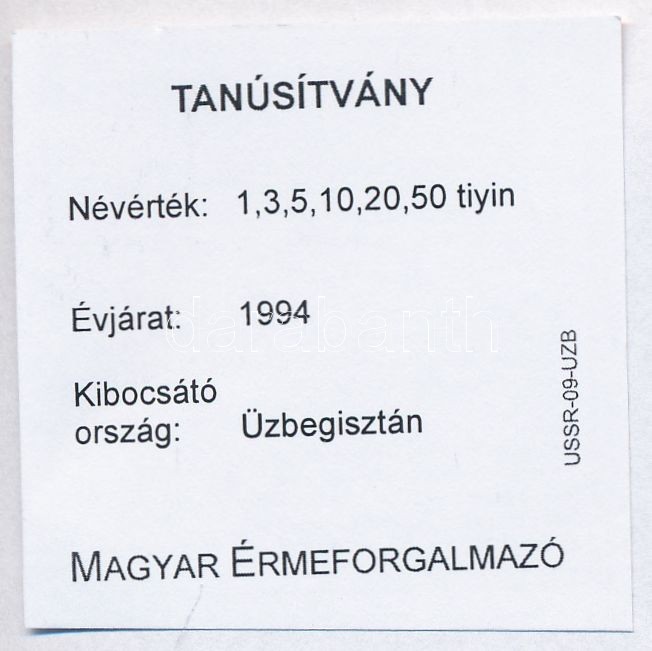 TANÚSÍTVÁNY
Névérték: 1,3,5,10,20,50 tiyin
Évjárat: 1994
Kibocsátó
ország: Üzbegisztán
USSR-09-UZB
MAGYAR ÉRMEFORGALMAZÓ
darabanth